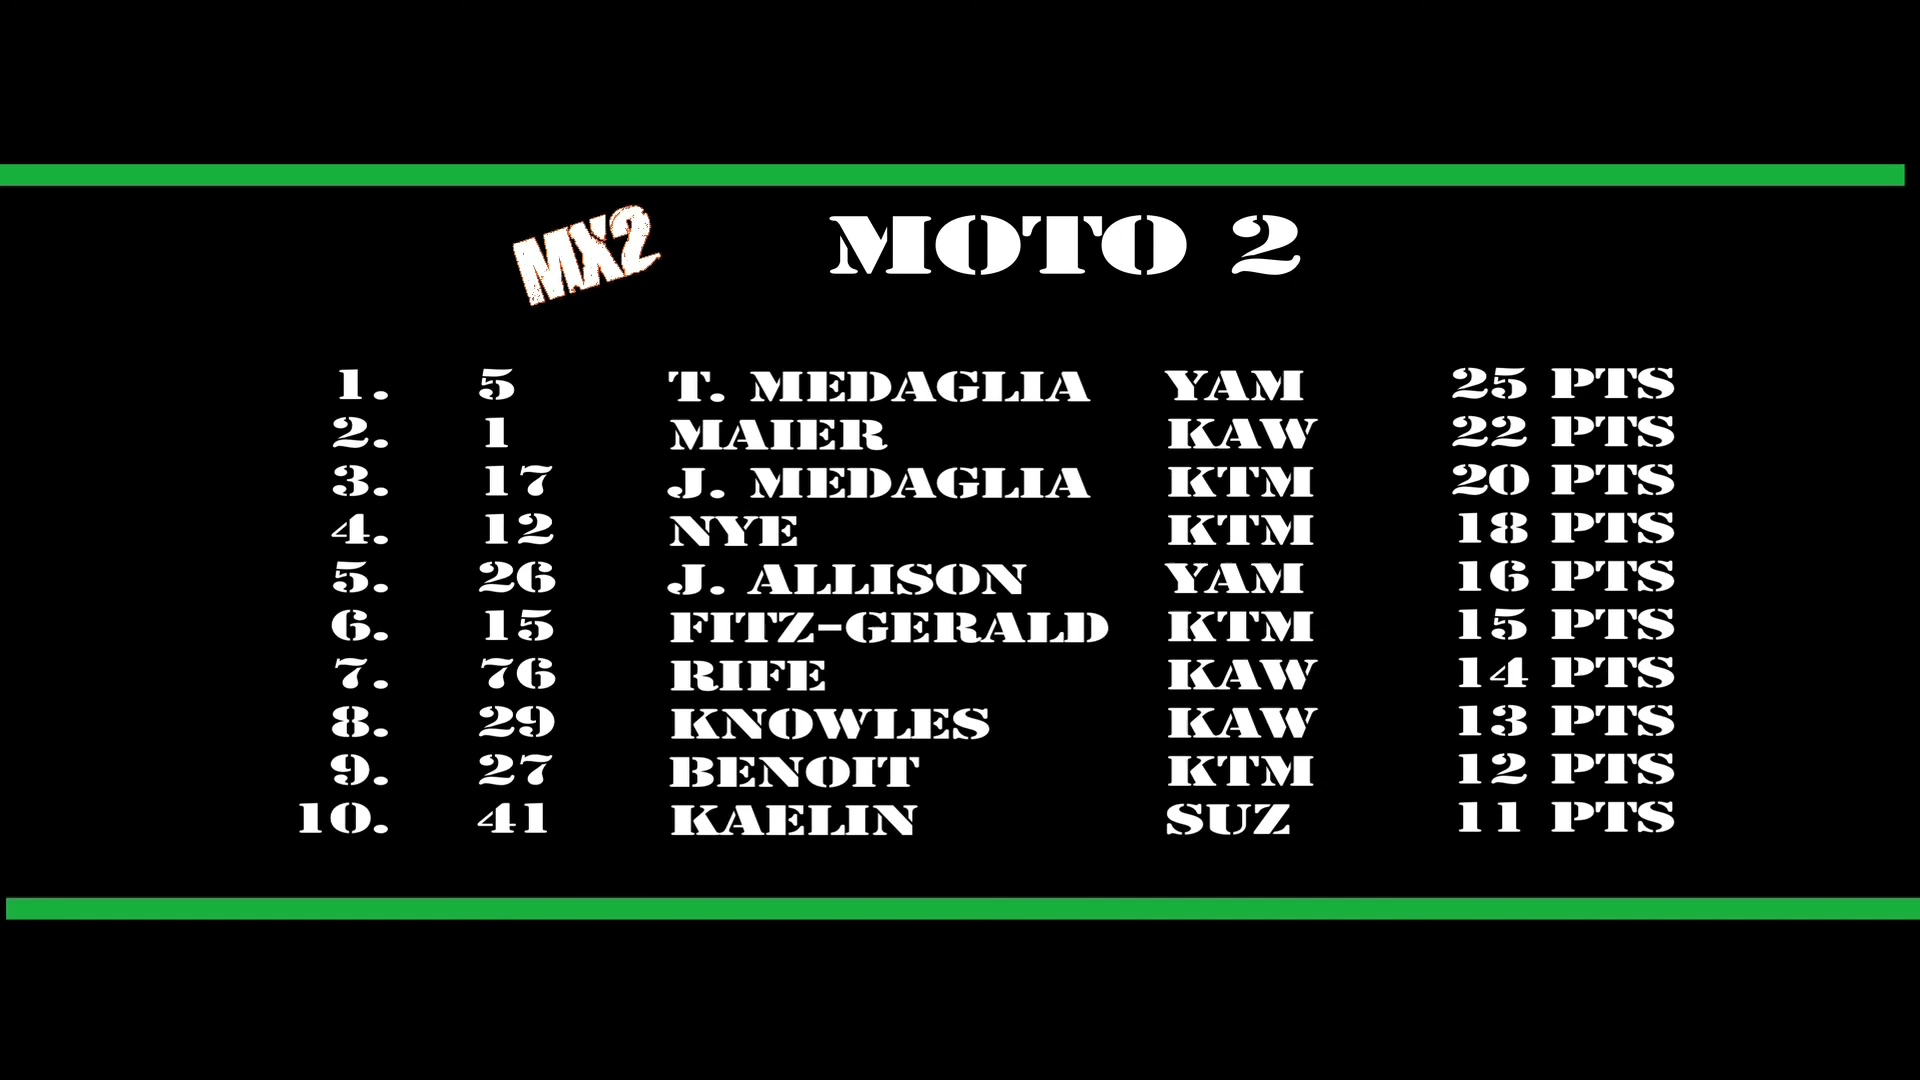 MX2 MOTO 2
1. 5 T. MEDAGLIA YAM 25 PTS
2. 1 MAIER KAW 22 PTS
3. 17 J. MEDAGLIA KTM 20 PTS
4. 12 NYE KTM 18 PTS
5. 26 J. ALLISON YAM 16 PTS
6. 15 FITZ-GERALD KTM 15 PTS
7. 76 RIFE KAW 14 PTS
8. 29 KNOWLES KAW 13 PTS
9. 27 BENOIT KTM 12 PTS
10. 41 KAELIN SUZ 11 PTS